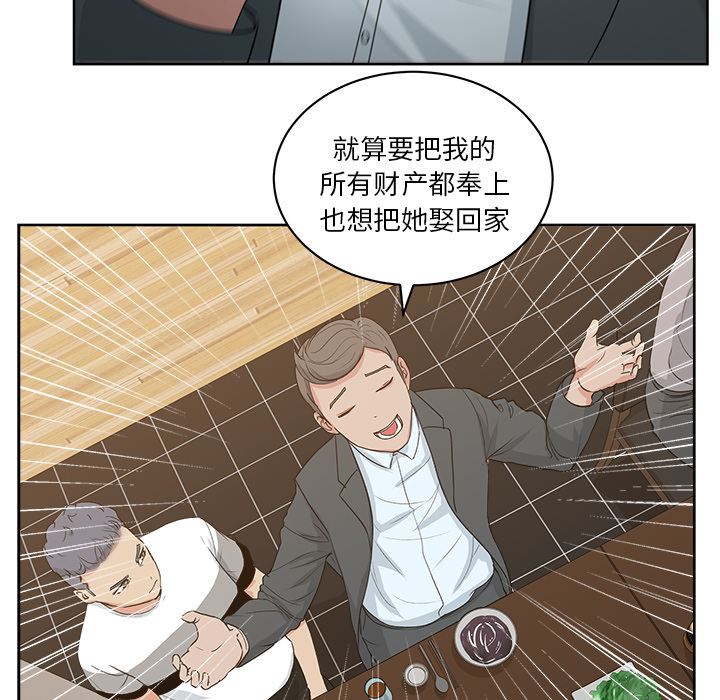 就算要把我的
所有财产都奉上
也想把她娶回家